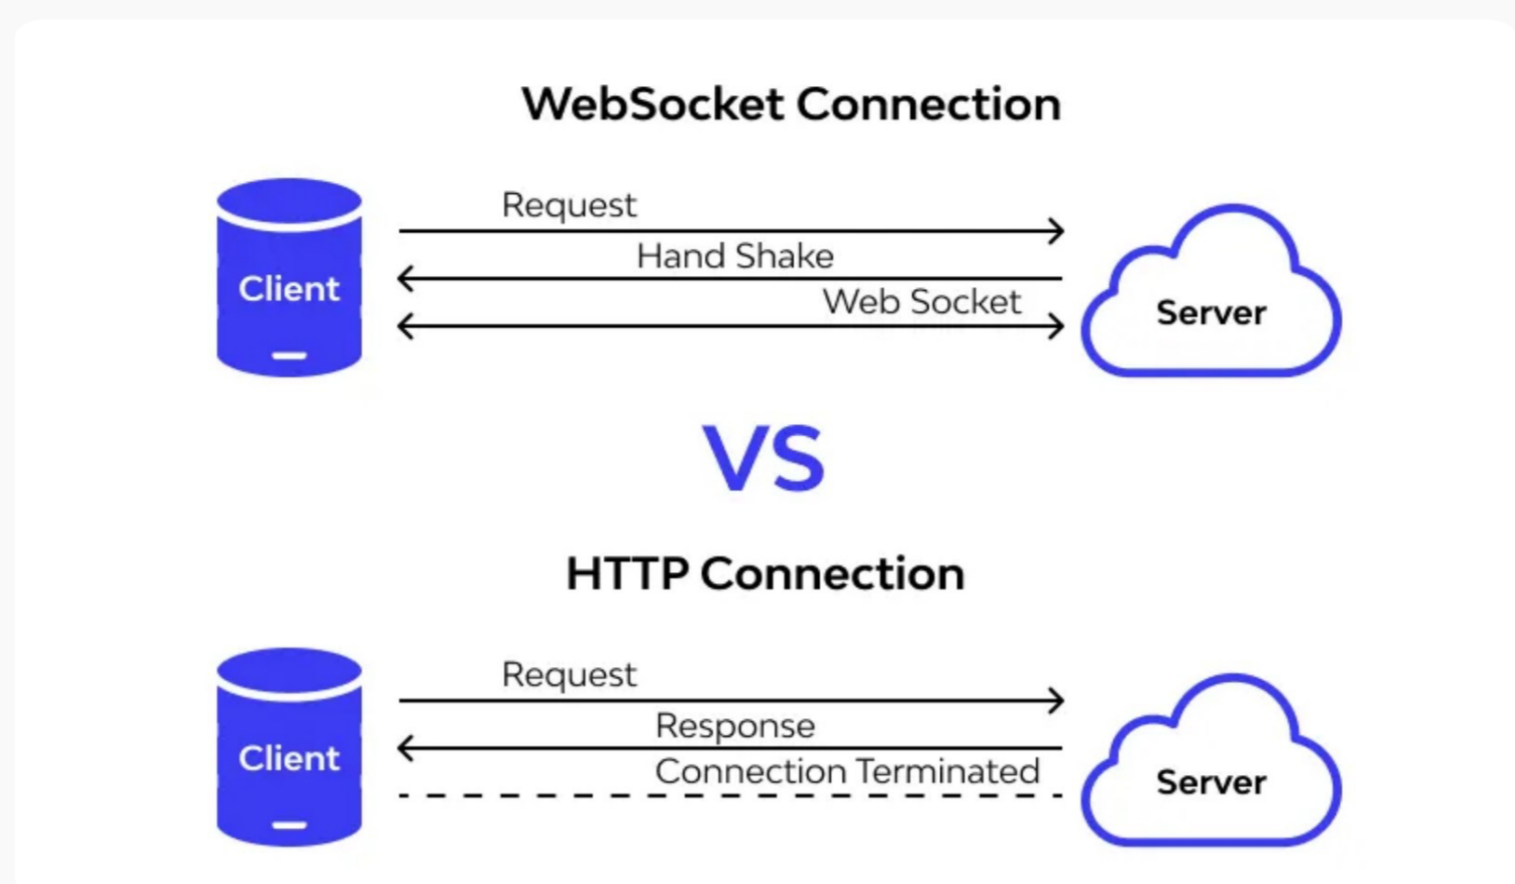 WebSocket Connection
Request
Hand Shake
Client
Web Socket
Server
VS
HTTP Connection
Request
Response
Client
Connection Terminated
Server